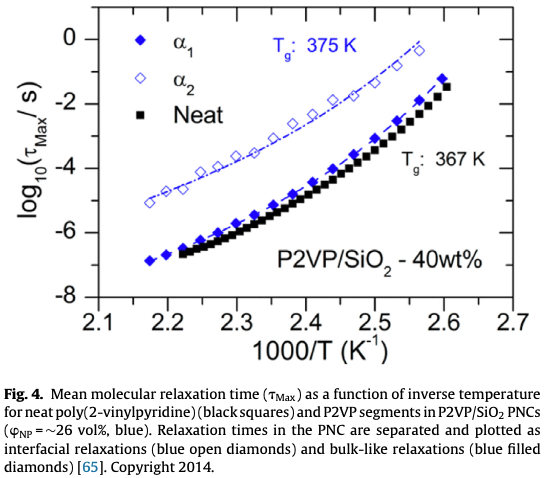 0
-2
-4
-6
-8
log₁₀(τMax/ s)
α₁
α₂
Neat
Tg: 375 K
Tg: 367 K
P2VP/SiO₂ - 40wt%
2.1 2.2 2.3 2.4 2.5 2.6 2.7
1000/T (K⁻¹)
Fig. 4. Mean molecular relaxation time (τMax) as a function of inverse temperature
for neat poly(2-vinylpyridine) (black squares) and P2VP segments in P2VP/SiO₂ PNCs
(φNP = ~26 vol%, blue). Relaxation times in the PNC are separated and plotted as
interfacial relaxations (blue open diamonds) and bulk-like relaxations (blue filled
diamonds) [65]. Copyright 2014.